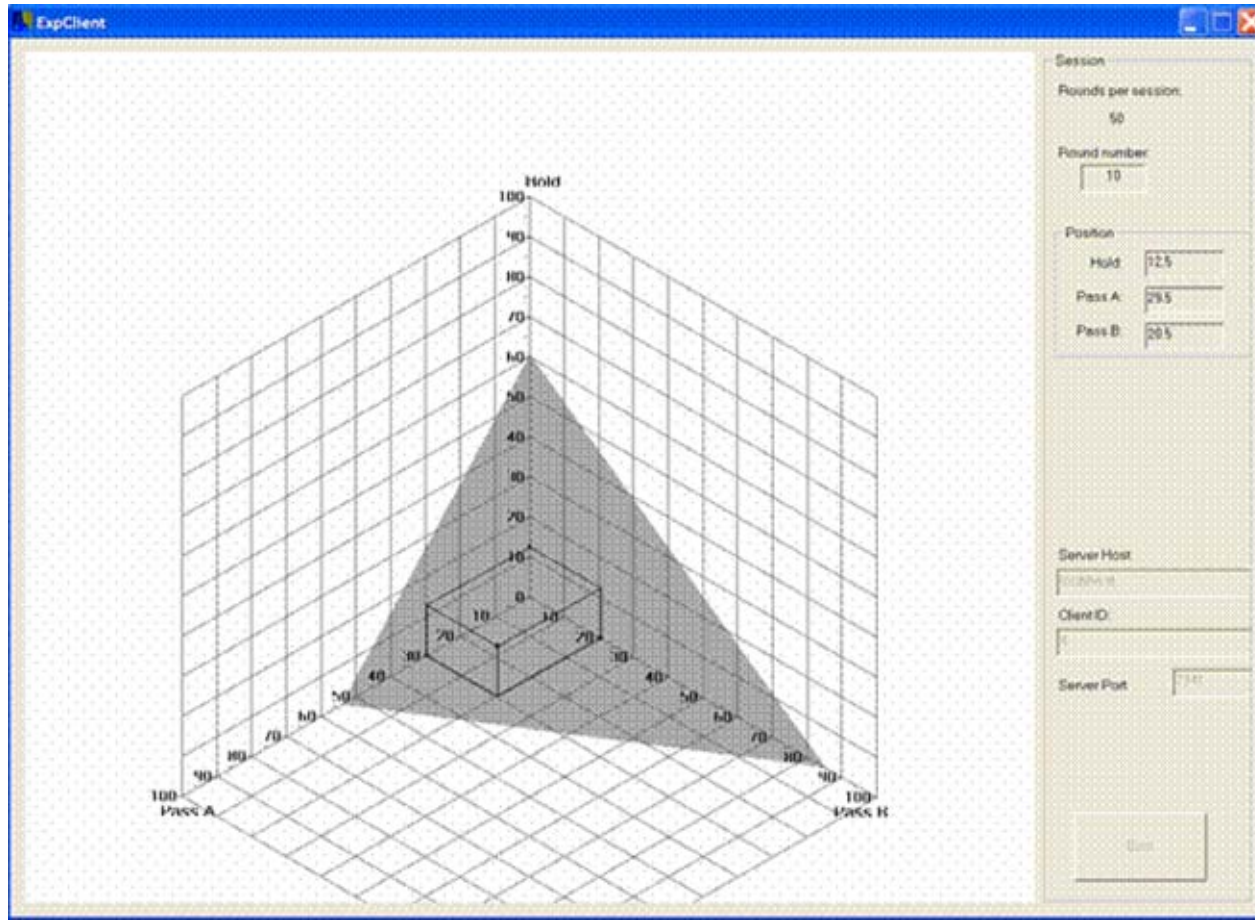 ExpClient
Session
Rounds per session:
50
Round number:
10
Position
Hold: 12.5
Pass A: 29.5
Pass B: 20.5
Server Host
Client ID:
Server Port
Hold
100
90
80
70
60
50
40
30
20
10
0
10
20
30
40
50
60
70
80
90
100
Pass A
10
20
30
40
50
60
70
80
90
100
Pass B